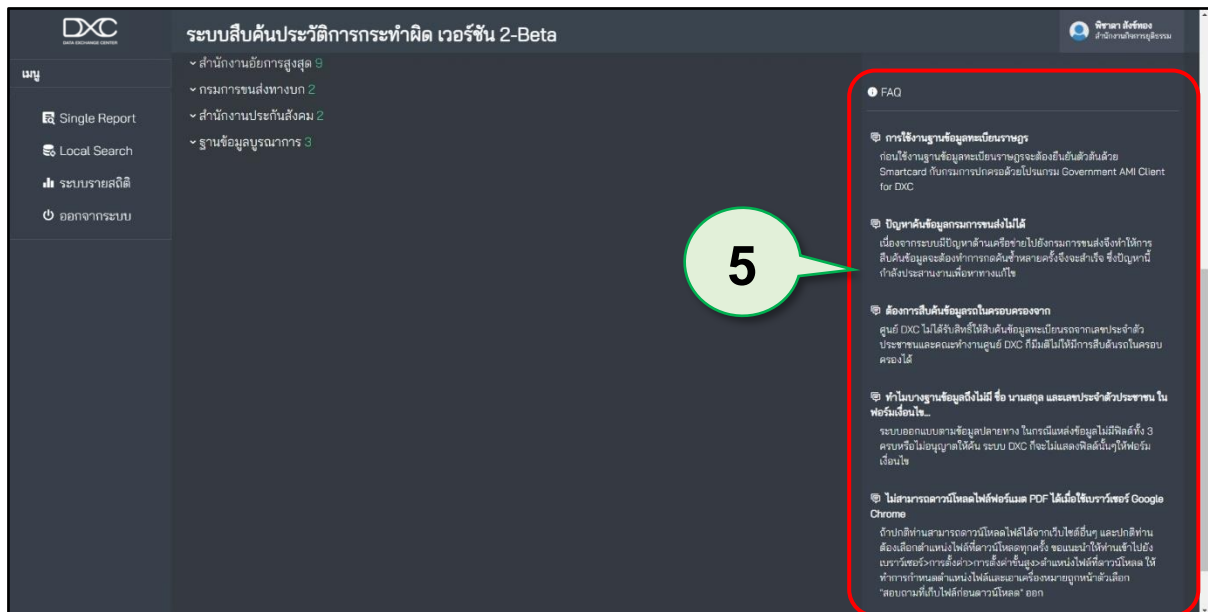 DXC
DATA EXCHANGE CENTER
ระบบสืบค้นประวัติการกระทำผิด เวอร์ชัน 2-Beta
พิชาดา สังข์ทอง
สำนักงานกิจการยุติธรรม
เมนู
Single Report
Local Search
ระบบรายสถิติ
ออกจากระบบ
สำนักงานอัยการสูงสุด 9
กรมการขนส่งทางบก 2
สำนักงานประกันสังคม 2
ฐานข้อมูลบูรณาการ 3
5
FAQ
การใช้งานฐานข้อมูลทะเบียนราษฎร
ก่อนใช้งานฐานข้อมูลทะเบียนราษฎรจะต้องยืนยันตัวต้นด้วย
Smartcard กับกรมการปกครองด้วยโปรแกรม Government AMI Client
for DXC
ปัญหาค้นข้อมูลกรมการขนส่งไม่ได้
เนื่องจากระบบมีปัญหาด้านเครือข่ายไปยังกรมการขนส่งจึงทำให้การ
สืบค้นข้อมูลจะต้องทำการกดค้นซ้ำหลายครั้งจึงจะสำเร็จ ซึ่งปัญหานี้
กำลังประสานงานเพื่อหาทางแก้ไข
ต้องการสืบค้นข้อมูลรถในครอบครองจาก
ศูนย์ DXC ไม่ได้รับสิทธิ์ให้สืบค้นข้อมูลทะเบียนรถจากเลขประจำตัว
ประชาชนและคณะทำงานศูนย์ DXC ก็มีมติไม่ให้มีการสืบค้นรถในครอบ
ครองได้
ทำไมบางฐานข้อมูลถึงไม่มี ชื่อ นามสกุล และเลขประจำตัวประชาชน ใน
ฟอร์มเงื่อนไข...
ระบบออกแบบตามข้อมูลปลายทาง ในกรณีแหล่งข้อมูลไม่มีฟิลด์ทั้ง 3
ครบหรือไม่อนุญาตให้ค้น ระบบ DXC ก็จะไม่แสดงฟิลด์นั้นๆให้ฟอร์ม
เงื่อนไข
ไม่สามารถดาวน์โหลดไฟล์ฟอร์แมต PDF ได้เมื่อใช้เบราว์เซอร์ Google
Chrome
ถ้าปกติท่านสามารถดาวน์โหลดไฟล์ได้จากเว็บไซต์อื่นๆ และปกติท่าน
ต้องเลือกตำแหน่งไฟล์ที่ดาวน์โหลดทุกครั้ง ขอแนะนำให้ท่านเข้าไปยัง
เบราว์เซอร์>การตั้งค่า>การตั้งค่าขั้นสูง>ตำแหน่งไฟล์ที่ดาวน์โหลด ให้
ทำการกำหนดตำแหน่งไฟล์และเอาเครื่องหมายถูกหน้าตัวเลือก
"สอบถามที่เก็บไฟล์ก่อนดาวน์โหลด" ออก